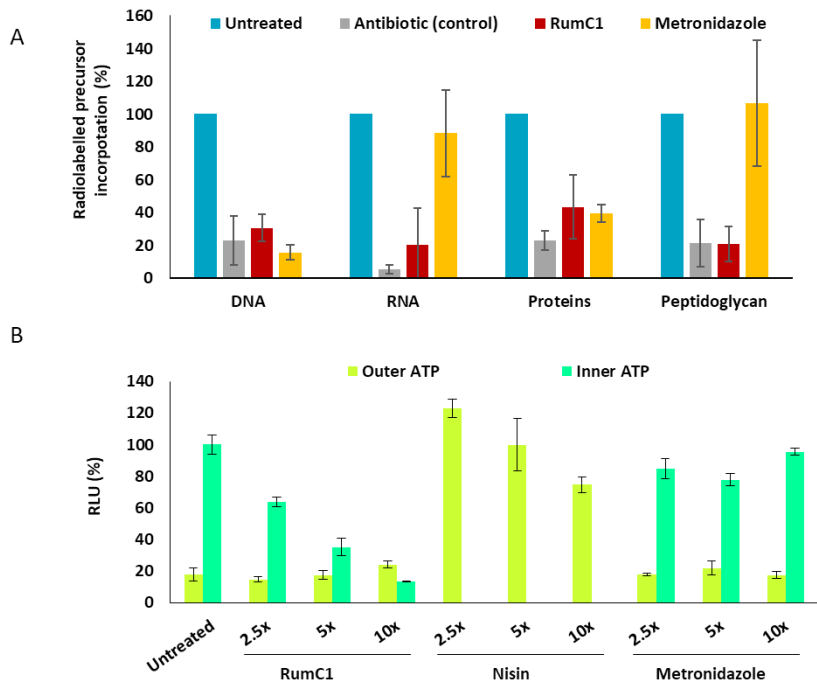 A
Untreated Antibiotic (control) RumC1 Metronidazole
Radiolabelled precursor
incorpotation (%)
160
140
120
100
80
60
40
20
0
DNA RNA Proteins Peptidoglycan
B
Outer ATP Inner ATP
RLU (%)
140
120
100
80
60
40
20
0
Untreated 2.5x 5x 10x 2.5x 5x 10x 2.5x 5x 10x
RumC1 Nisin Metronidazole